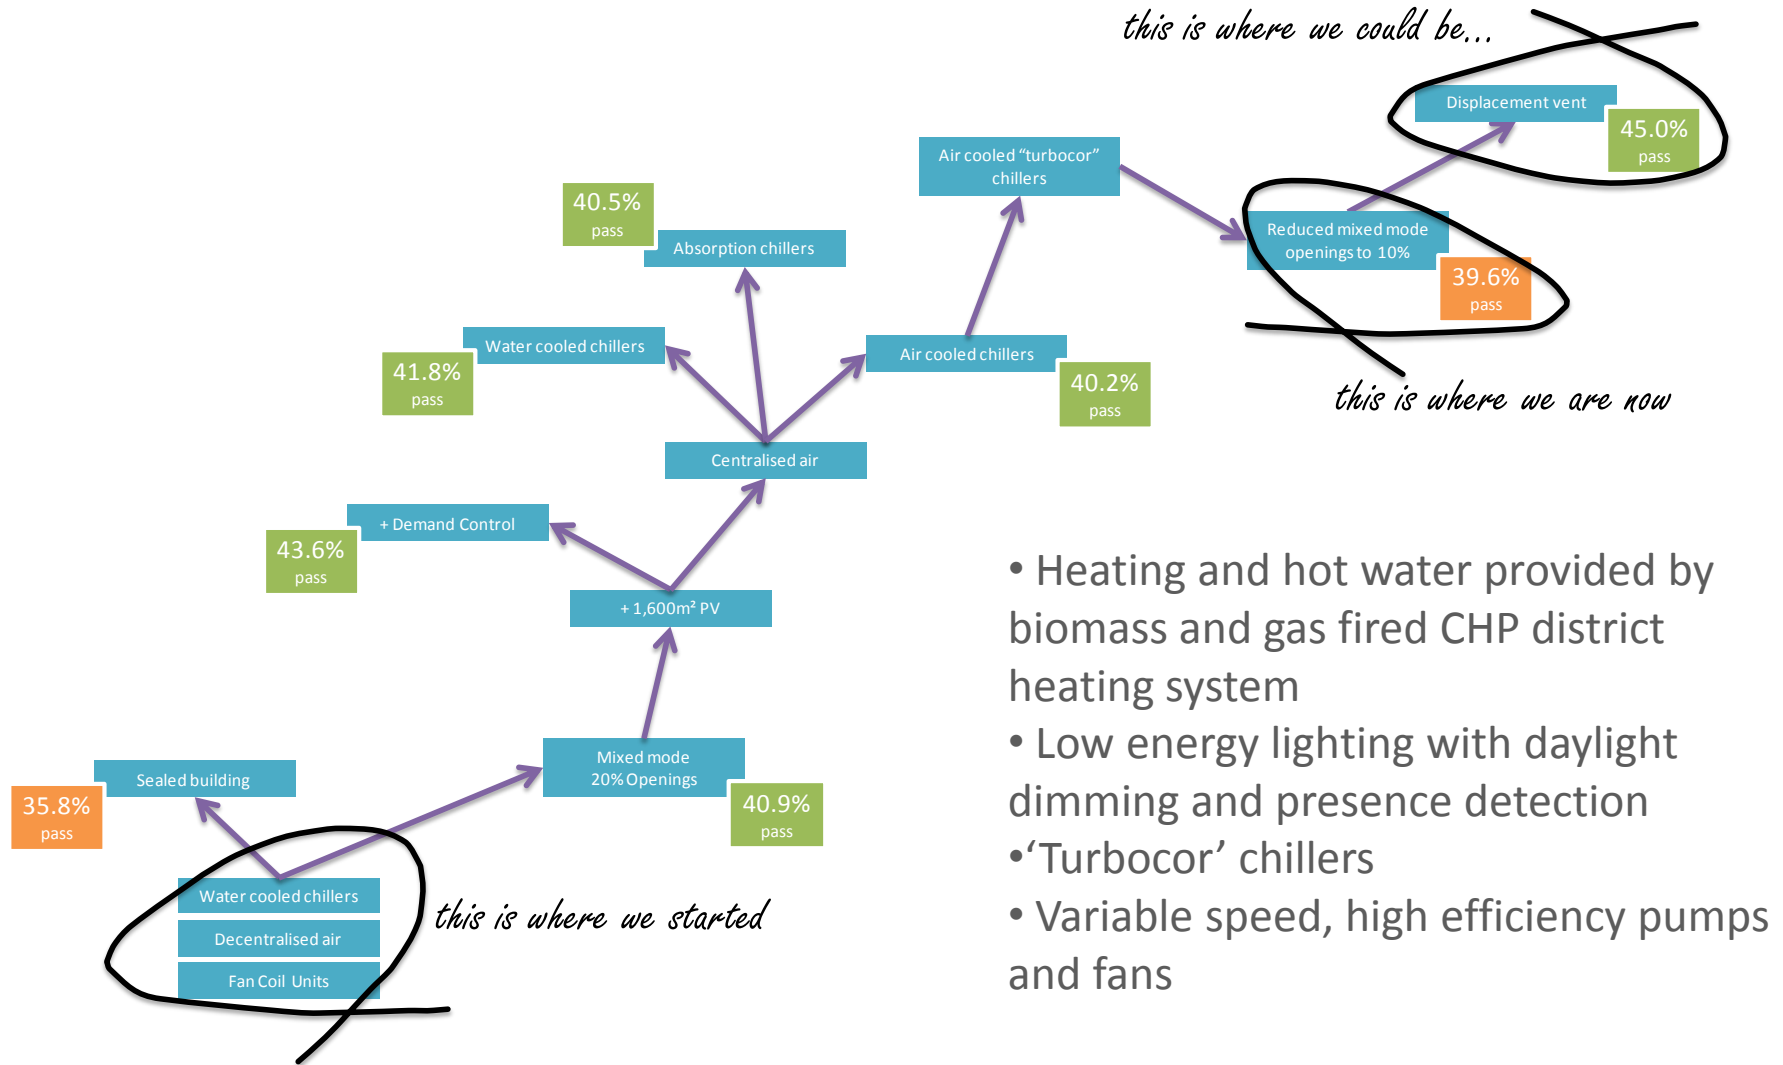 this is where we could be...
Displacement vent
45.0%
pass
Air cooled “turbocor”
chillers
40.5%
pass
Absorption chillers
Reduced mixed mode
openings to 10%
39.6%
pass
Water cooled chillers
41.8%
pass
Air cooled chillers
40.2%
pass
this is where we are now
Centralised air
+ Demand Control
43.6%
pass
+ 1,600m² PV
Mixed mode
20% Openings
40.9%
pass
Sealed building
35.8%
pass
Water cooled chillers
Decentralised air
Fan Coil Units
this is where we started
• Heating and hot water provided by
biomass and gas fired CHP district
heating system
• Low energy lighting with daylight
dimming and presence detection
•‘Turbocor’ chillers
• Variable speed, high efficiency pumps
and fans